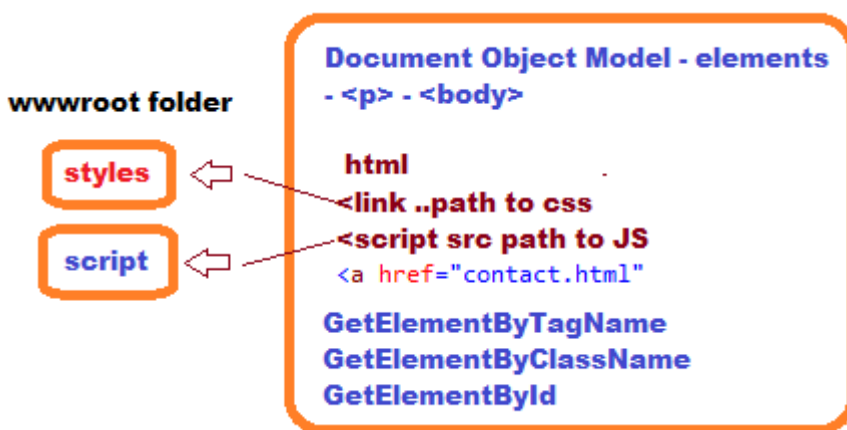 wwwroot folder
styles
script
Document Object Model - elements
- <p> - <body>
html
<link ..path to css
<script src path to JS
<a href="contact.html"
GetElementByTagName
GetElementByClassName
GetElementById